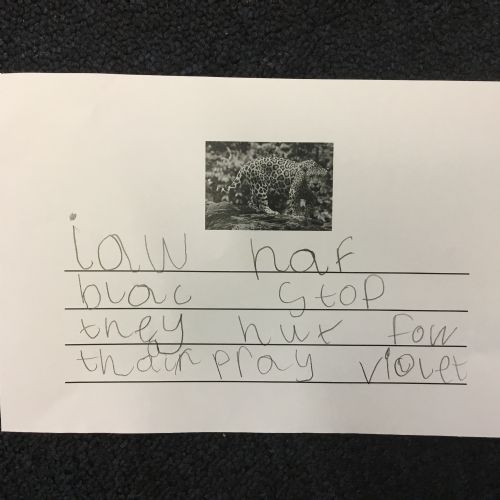 iaw haf
blac stop
they hut fow
thair pray violet